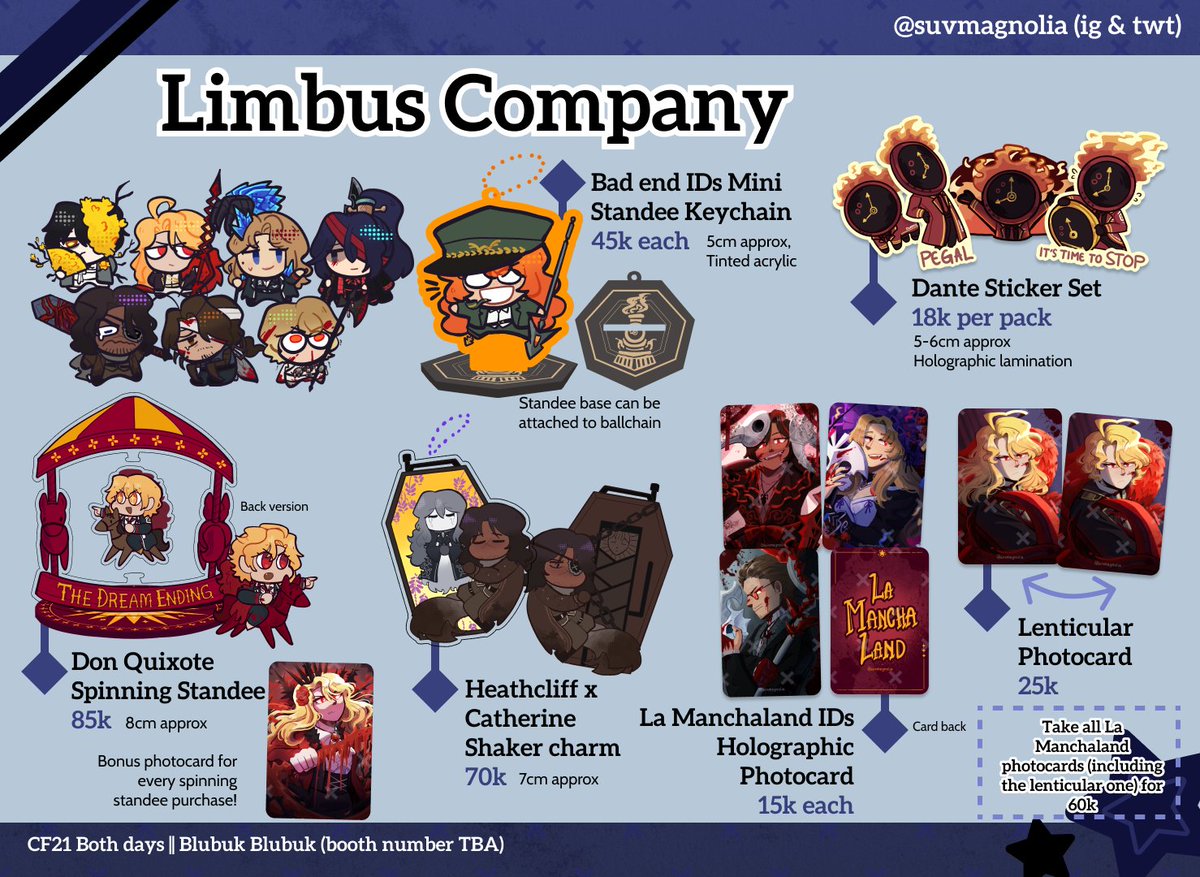 @suvmagnolia (ig & twt)
Limbus Company
Bad end IDs Mini
Standee Keychain
45k each
5cm approx,
Tinted acrylic
Standee base can be
attached to ballchain
PEGAL
IT'S TIME TO STOP
Dante Sticker Set
18k per pack
5-6cm approx
Holographic lamination
Back version
THE DREAM ENDING
Don Quixote
Spinning Standee
85k 8cm approx
Bonus photocard for
every spinning
standee purchase!
Heathcliff x
Catherine
Shaker charm
70k 7cm approx
LA
MANCHA
LAND
La Manchaland IDs
Holographic
Photocard
15k each
Card back
Lenticular
Photocard
25k
Take all La
Manchaland
photocards (including
the lenticular one) for
60k
CF21 Both days || Blubuk Blubuk (booth number TBA)